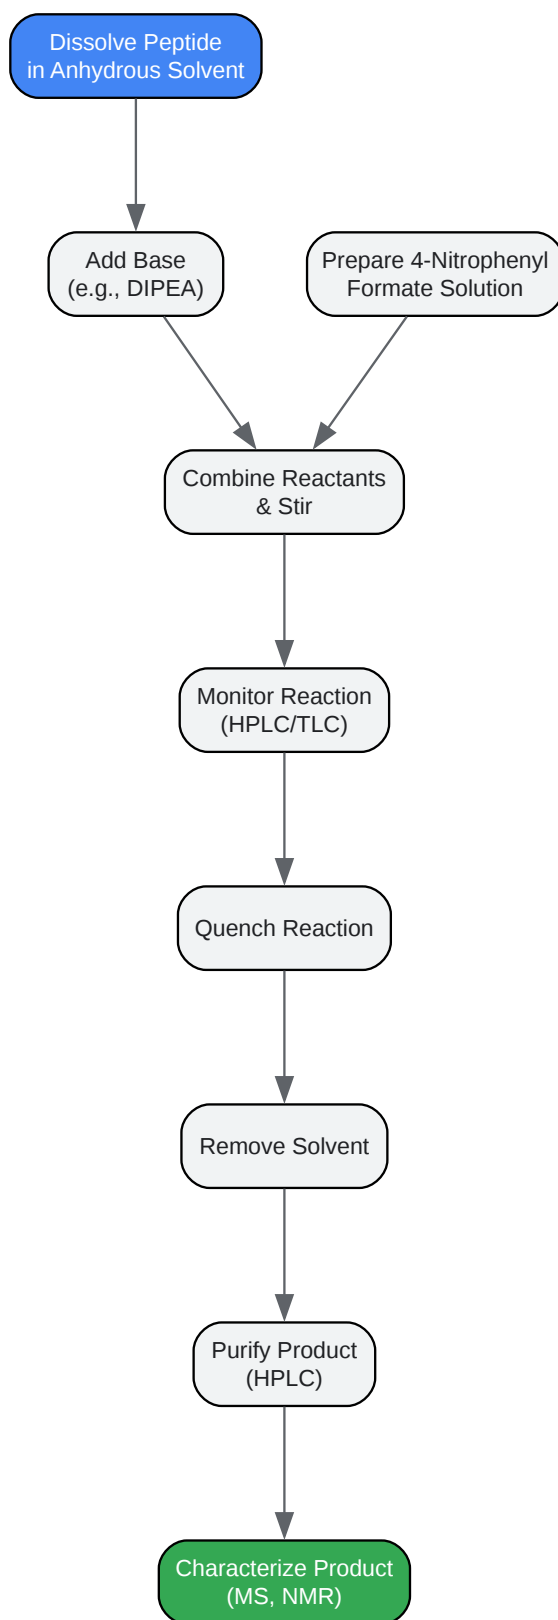 Dissolve Peptide
in Anhydrous Solvent
Add Base
(e.g., DIPEA)
Prepare 4-Nitrophenyl
Formate Solution
Combine Reactants
& Stir
Monitor Reaction
(HPLC/TLC)
Quench Reaction
Remove Solvent
Purify Product
(HPLC)
Characterize Product
(MS, NMR)